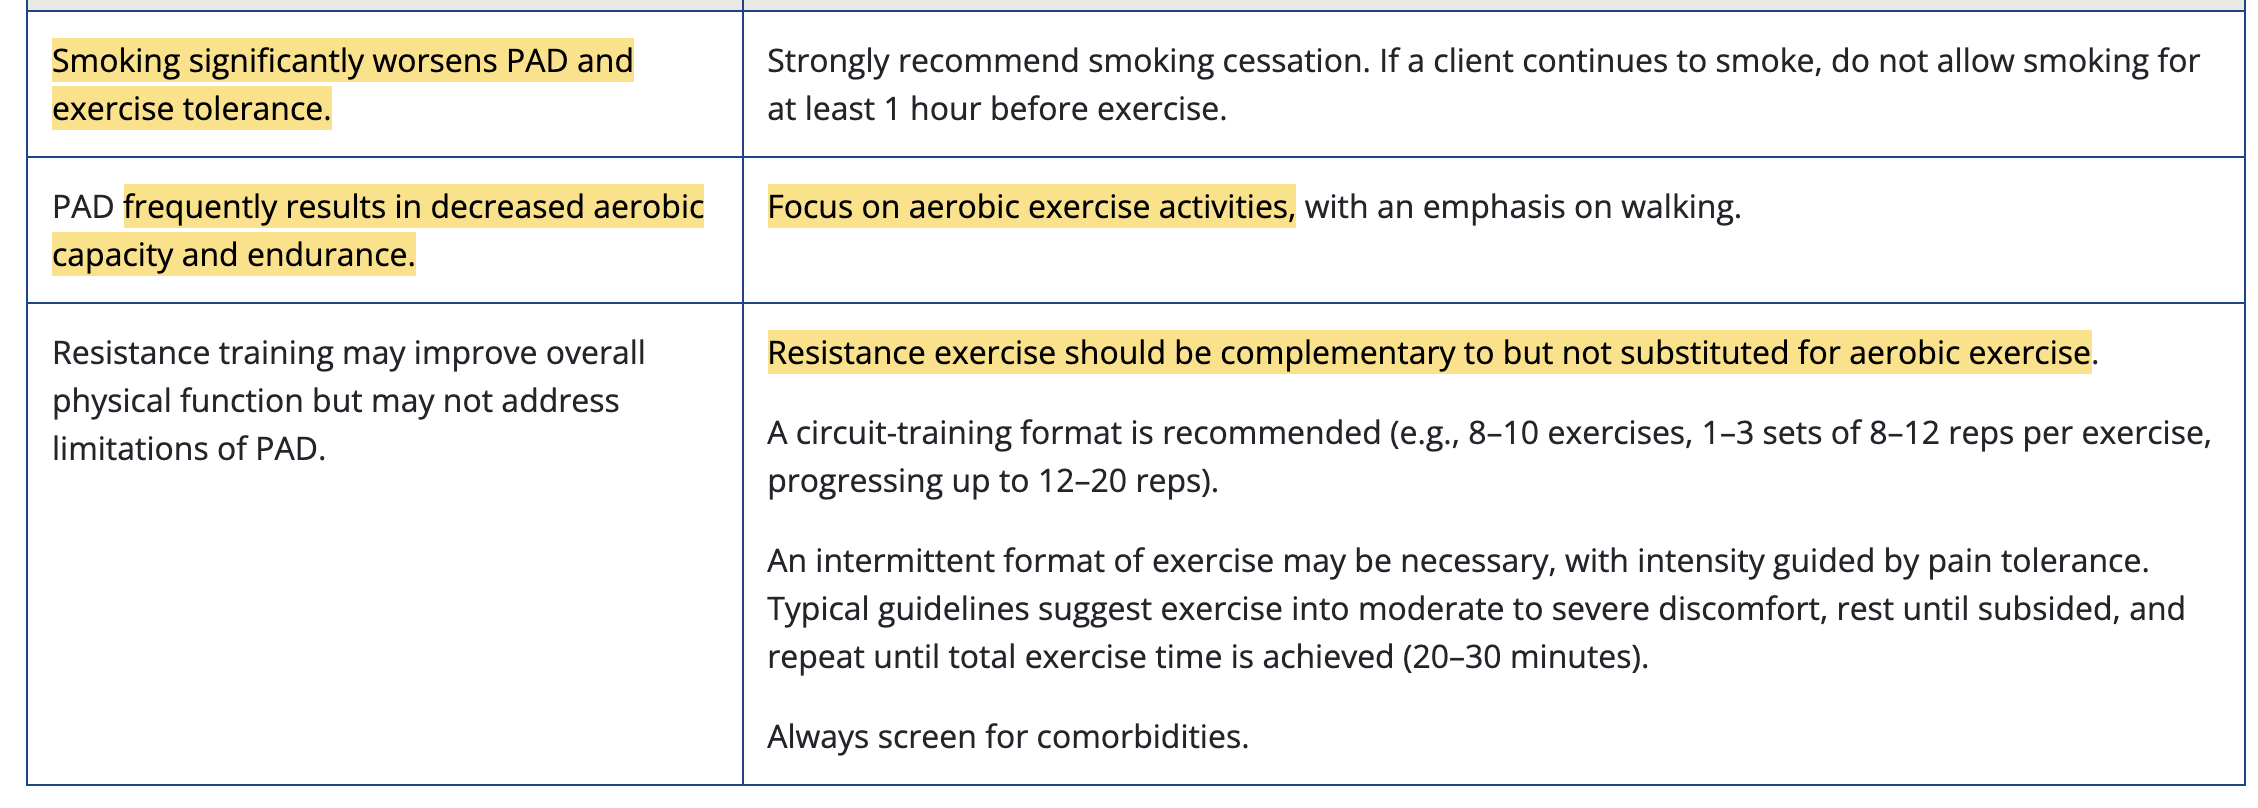 Smoking significantly worsens PAD and
exercise tolerance.
Strongly recommend smoking cessation. If a client continues to smoke, do not allow smoking for
at least 1 hour before exercise.
PAD frequently results in decreased aerobic
capacity and endurance.
Focus on aerobic exercise activities, with an emphasis on walking.
Resistance training may improve overall
physical function but may not address
limitations of PAD.
Resistance exercise should be complementary to but not substituted for aerobic exercise.
A circuit-training format is recommended (e.g., 8–10 exercises, 1–3 sets of 8–12 reps per exercise,
progressing up to 12–20 reps).
An intermittent format of exercise may be necessary, with intensity guided by pain tolerance.
Typical guidelines suggest exercise into moderate to severe discomfort, rest until subsided, and
repeat until total exercise time is achieved (20–30 minutes).
Always screen for comorbidities.